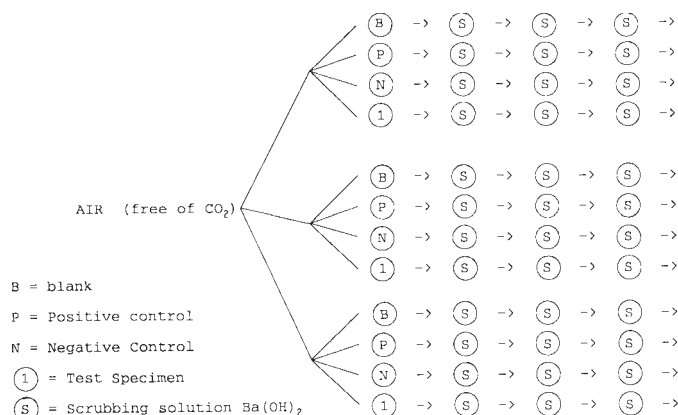 B -> S -> S -> S ->
P -> S -> S -> S ->
N -> S -> S -> S ->
1 -> S -> S -> S ->
B -> S -> S -> S ->
AIR (free of CO2) P -> S -> S -> S ->
N -> S -> S -> S ->
1 -> S -> S -> S ->
B = blank
B -> S -> S -> S ->
P = Positive control
P -> S -> S -> S ->
N = Negative Control
N -> S -> S -> S ->
1 = Test Specimen
1 -> S -> S -> S ->
S = Scrubbing solution Ba(OH)2